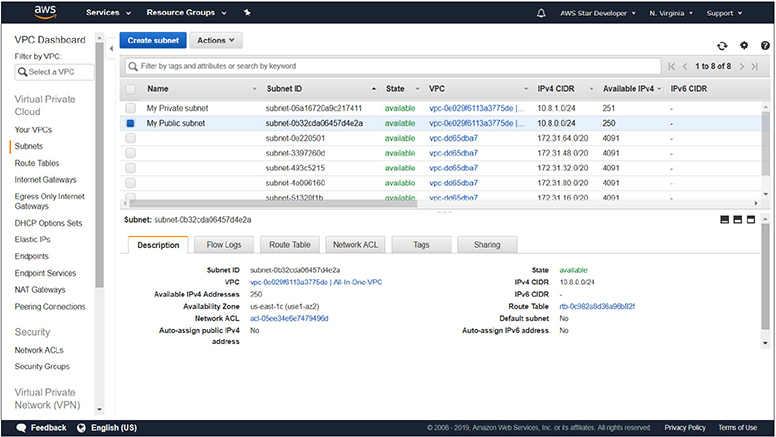 aws Services Resource Groups AWS Star Developer N. Virginia Support
VPC Dashboard
Filter by VPC:
Select a VPC
Virtual Private
Cloud
Your VPCs
Subnets
Route Tables
Internet Gateways
Egress Only Internet
Gateways
DHCP Options Sets
Elastic IPs
Endpoints
Endpoint Services
NAT Gateways
Peering Connections
Security
Network ACLs
Security Groups
Virtual Private
Network (VPN)
Create subnet Actions
Filter by tags and attributes or search by keyword 1 to 8 of 8
Name Subnet ID State VPC IPv4 CIDR Available IPv4 IPv6 CIDR
My Private subnet subnet-06a16720a9c217411 available vpc-0e029f6113a3775de | ... 10.8.1.0/24 251 -
My Public subnet subnet-0b32cda06457d4e2a available vpc-0e029f6113a3775de | ... 10.8.0.0/24 250 -
subnet-0e220501 available vpc-dd65dba7 172.31.64.0/20 4091 -
subnet-3397260d available vpc-dd65dba7 172.31.48.0/20 4091 -
subnet-493c5215 available vpc-dd65dba7 172.31.32.0/20 4091 -
subnet-4a096160 available vpc-dd65dba7 172.31.80.0/20 4091 -
subnet-51320f1b available vpc-dd65dba7 172.31.16.0/20 4091 -
Subnet: subnet-0b32cda06457d4e2a
Description Flow Logs Route Table Network ACL Tags Sharing
Subnet ID subnet-0b32cda06457d4e2a State available
VPC vpc-0e029f6113a3775de | All-In-One VPC IPv4 CIDR 10.8.0.0/24
Available IPv4 Addresses 250 IPv6 CIDR -
Availability Zone us-east-1c (use1-az2) Route Table rtb-0c982a8d36a96b82f
Network ACL acl-05ee34e6c7479496d Default subnet No
Auto-assign public IPv4 No Auto-assign IPv6 address No
address
Feedback English (US) © 2008 - 2019, Amazon Web Services, Inc. or its affiliates. All rights reserved. Privacy Policy Terms of Use